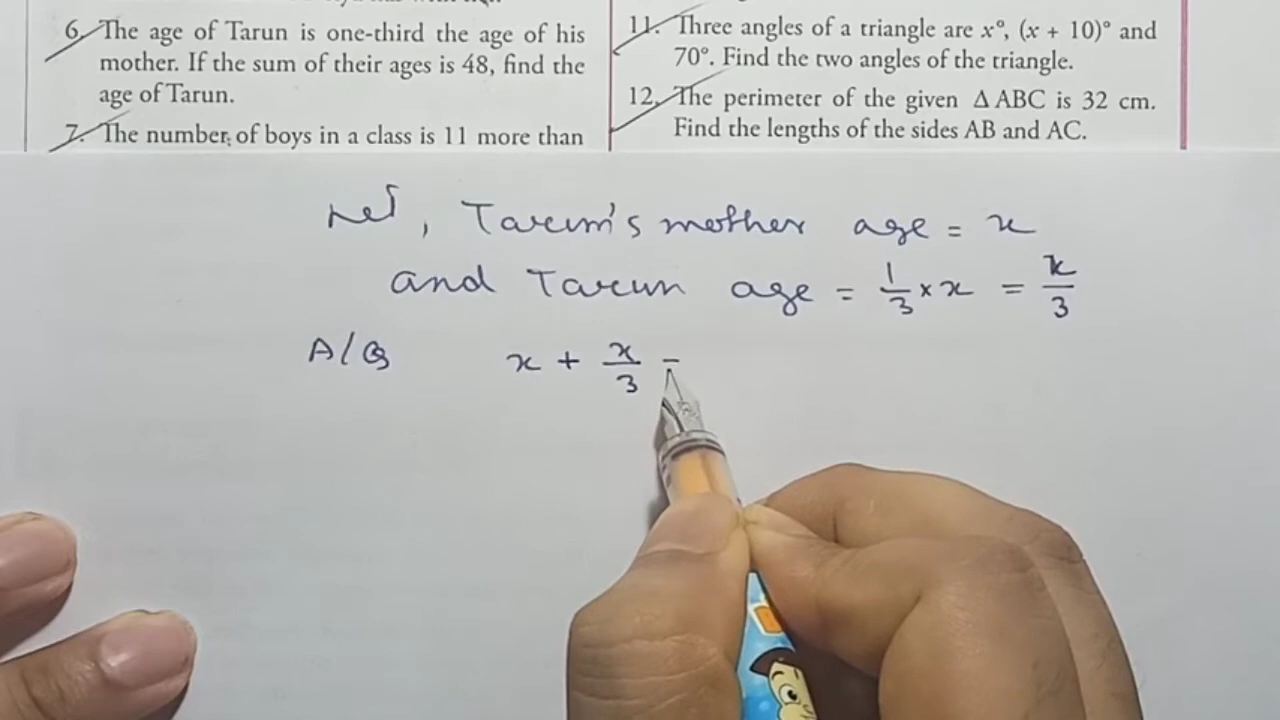 6. The age of Tarun is one-third the age of his
mother. If the sum of their ages is 48, find the
age of Tarun.
7. The number of boys in a class is 11 more than
11. Three angles of a triangle are x°, (x + 10)° and
70°. Find the two angles of the triangle.
12. The perimeter of the given Δ ABC is 32 cm.
Find the lengths of the sides AB and AC.
Let, Tarun's mother age = x
and Tarun age = 1/3 × x = x/3
A/Q x + x/3 =